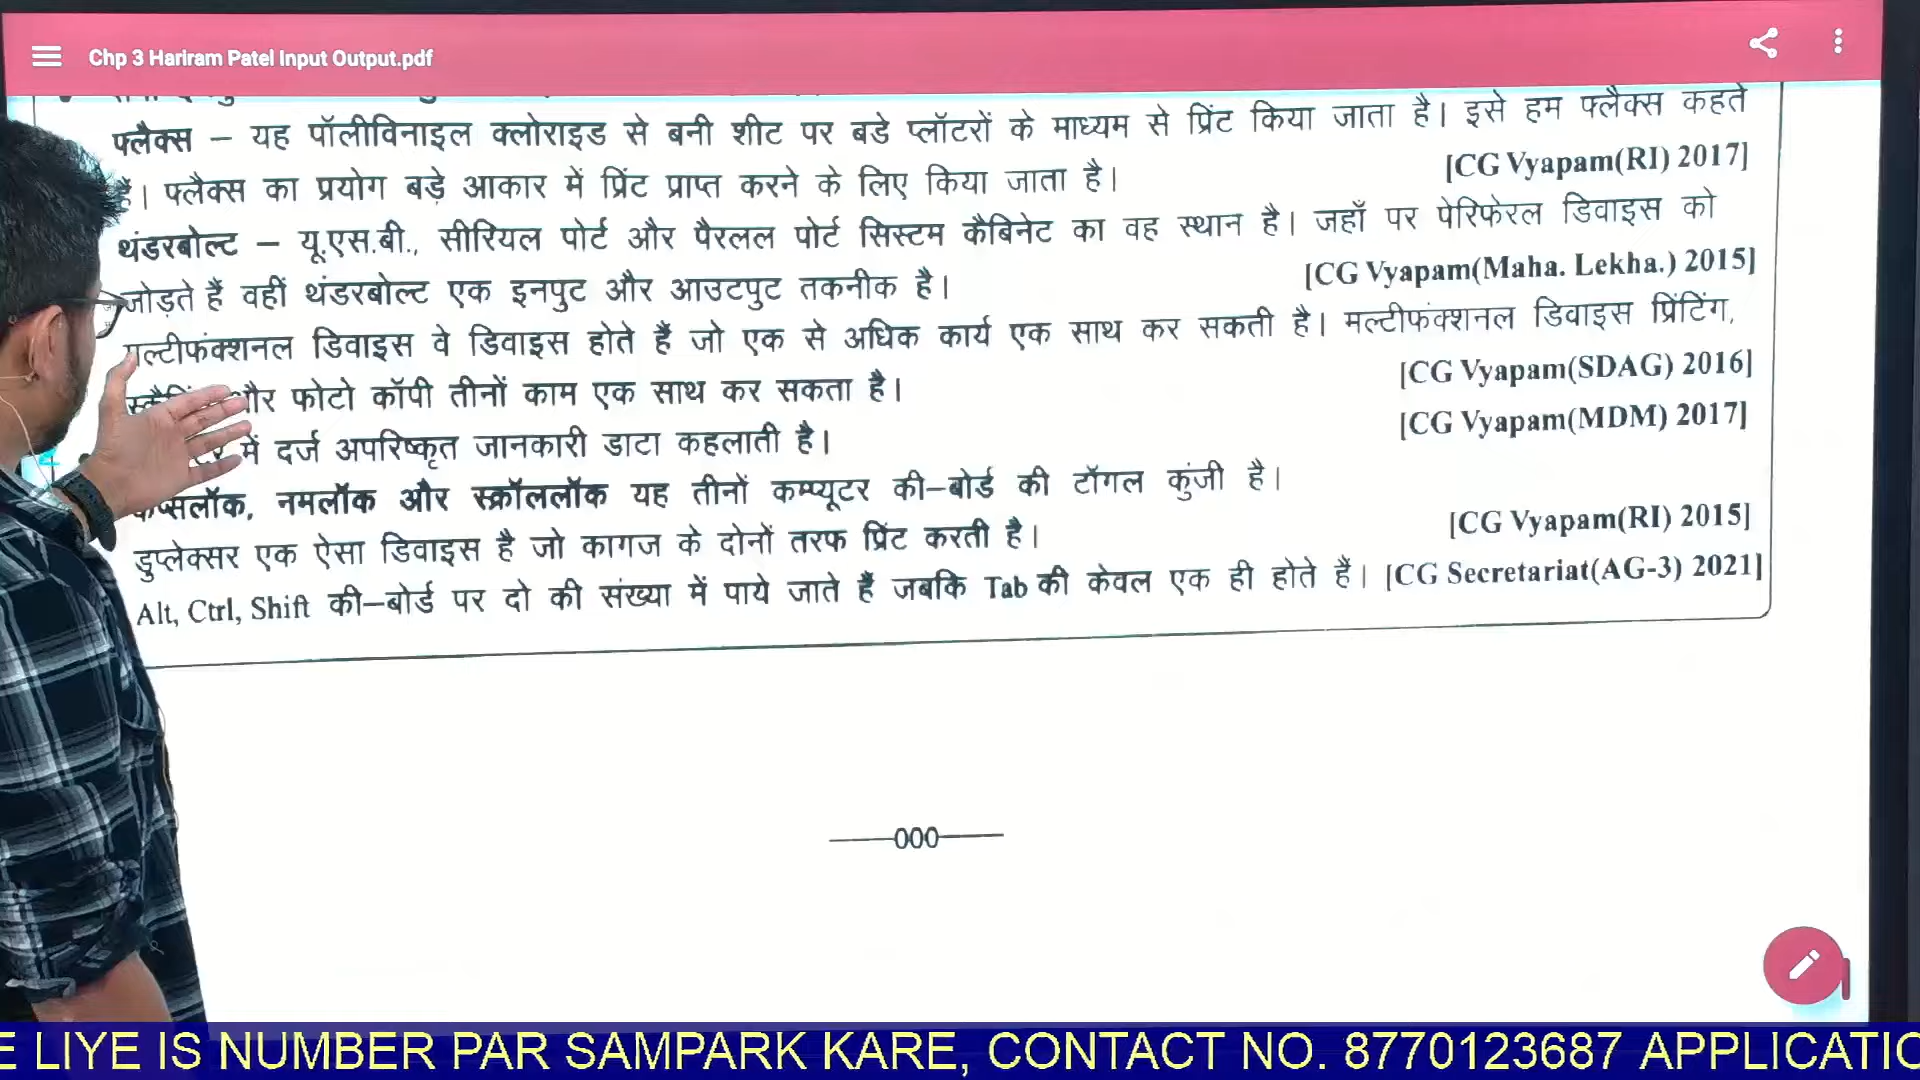 Chp 3 Hariram Patel Input Output.pdf
फ्लैक्स – यह पॉलीविनाइल क्लोराइड से बनी शीट पर बडे प्लॉटरों के माध्यम से प्रिंट किया जाता है। इसे हम फ्लैक्स कहते
हैं। फ्लैक्स का प्रयोग बड़े आकार में प्रिंट प्राप्त करने के लिए किया जाता है। [CG Vyapam(RI) 2017]
थंडरबोल्ट – यू.एस.बी., सीरियल पोर्ट और पैरलल पोर्ट सिस्टम कैबिनेट का वह स्थान है। जहाँ पर पेरिफेरल डिवाइस को
जोड़ते हैं वहीं थंडरबोल्ट एक इनपुट और आउटपुट तकनीक है। [CG Vyapam(Maha. Lekha.) 2015]
मल्टीफंक्शनल डिवाइस वे डिवाइस होते हैं जो एक से अधिक कार्य एक साथ कर सकती है। मल्टीफंक्शनल डिवाइस प्रिंटिंग,
और फोटो कॉपी तीनों काम एक साथ कर सकता है। [CG Vyapam(SDAG) 2016]
में दर्ज अपरिष्कृत जानकारी डाटा कहलाती है। [CG Vyapam(MDM) 2017]
कैप्सलॉक, नमलॉक और स्क्रॉललॉक यह तीनों कम्प्यूटर की–बोर्ड की टॉगल कुंजी है।
डुप्लेक्सर एक ऐसा डिवाइस है जो कागज के दोनों तरफ प्रिंट करती है। [CG Vyapam(RI) 2015]
Alt, Ctrl, Shift की–बोर्ड पर दो की संख्या में पाये जाते हैं जबकि Tab की केवल एक ही होते हैं। [CG Secretariat(AG-3) 2021]
000
E LIYE IS NUMBER PAR SAMPARK KARE, CONTACT NO. 8770123687 APPLICATIO